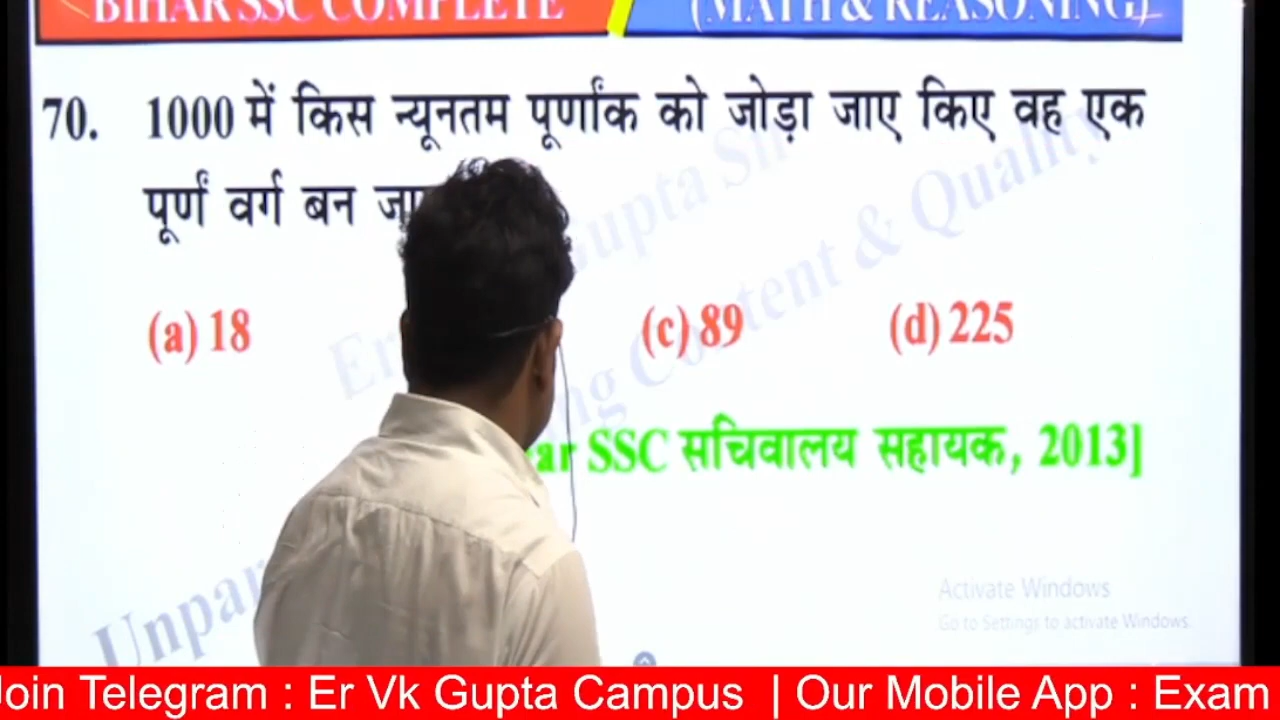 BIHAR SSC COMPLETE (MATH & REASONING)
70. 1000 में किस न्यूनतम पूर्णांक को जोड़ा जाए किए वह एक
पूर्णं वर्ग बन
(a) 18 (c) 89 (d) 225
SSC सचिवालय सहायक, 2013]
Gupta
& Quality
Activate Windows
Go to Settings to activate Windows.
Join Telegram : Er Vk Gupta Campus | Our Mobile App : Exam